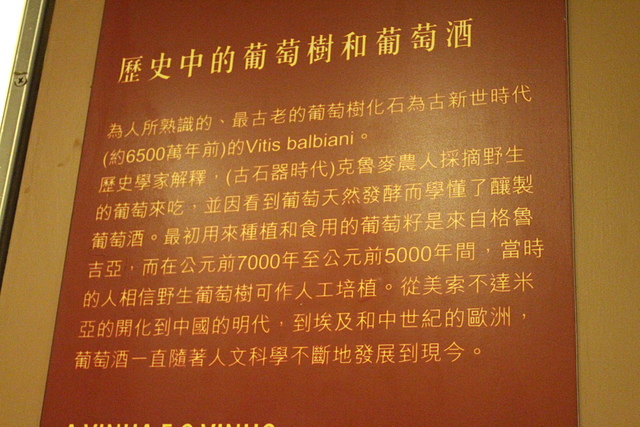 歷史中的葡萄樹和葡萄酒
為人所熟識的、最古老的葡萄樹化石為古新世時代
(約6500萬年前)的Vitis balbiani。
歷史學家解釋，(古石器時代)克魯麥農人採摘野生
的葡萄來吃，並因看到葡萄天然發酵而學懂了釀製
葡萄酒。最初用來種植和食用的葡萄籽是來自格魯
吉亞，而在公元前7000年至公元前5000年間，當時
的人相信野生葡萄樹可作人工培植。從美索不達米
亞的開化到中國的明代，到埃及和中世紀的歐洲，
葡萄酒一直隨著人文科學不斷地發展到現今。
A VINHA E O VINHO